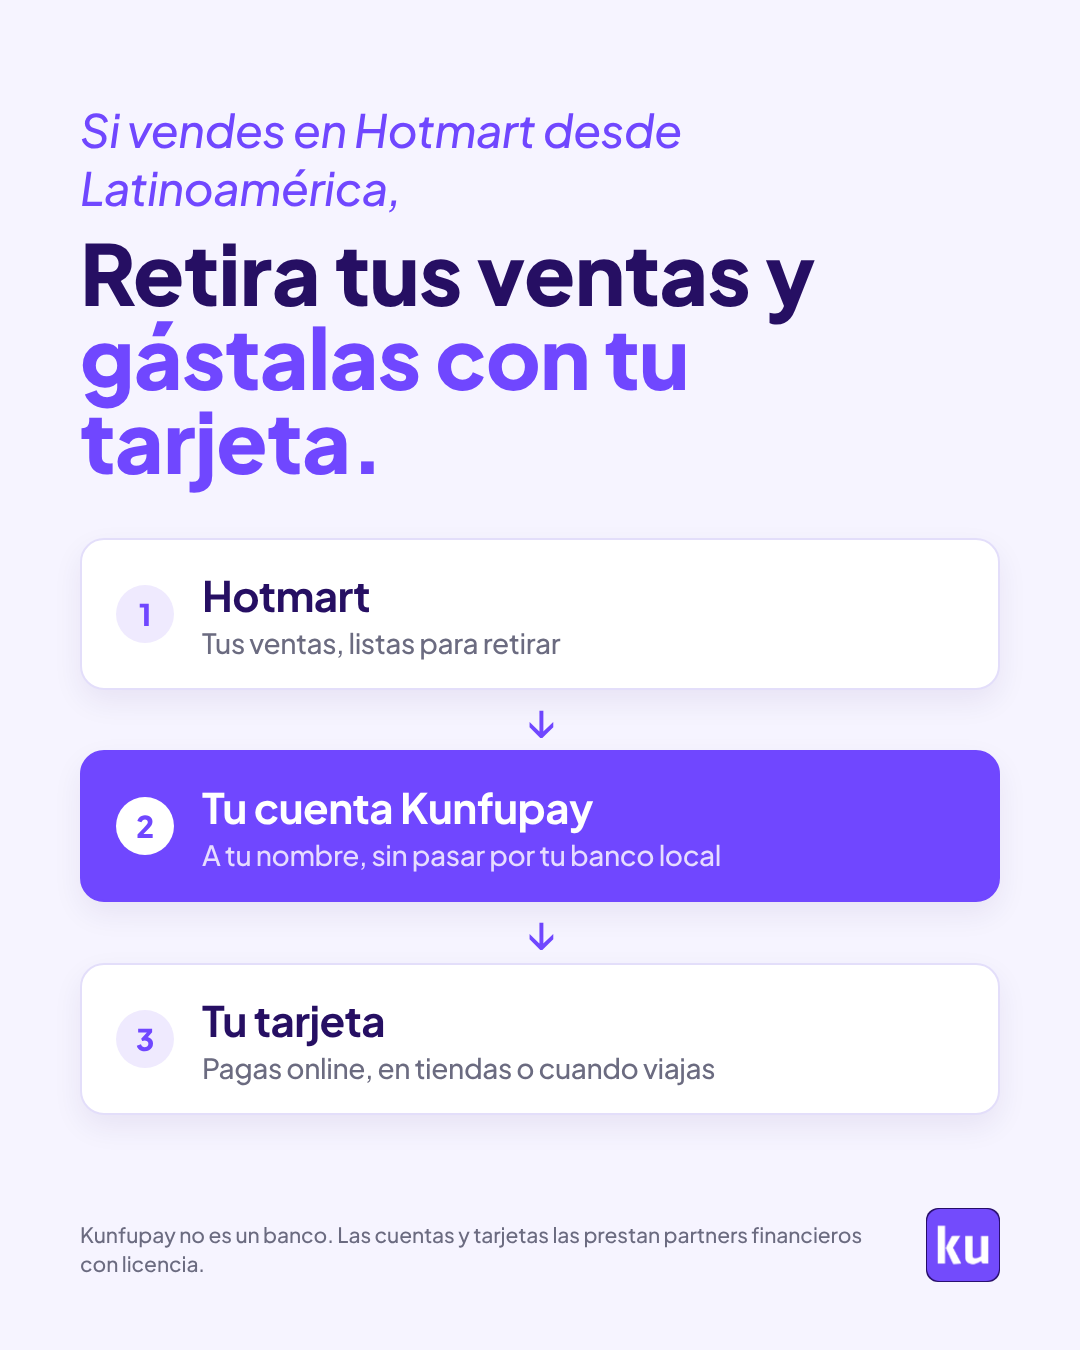 Si vendes en Hotmart desde
Latinoamérica,
Retira tus ventas y
gástalas con tu
tarjeta.
1
Hotmart
Tus ventas, listas para retirar
↓
2
Tu cuenta Kunfupay
A tu nombre, sin pasar por tu banco local
↓
3
Tu tarjeta
Pagas online, en tiendas o cuando viajas
Kunfupay no es un banco. Las cuentas y tarjetas las prestan partners financieros
con licencia.
ku